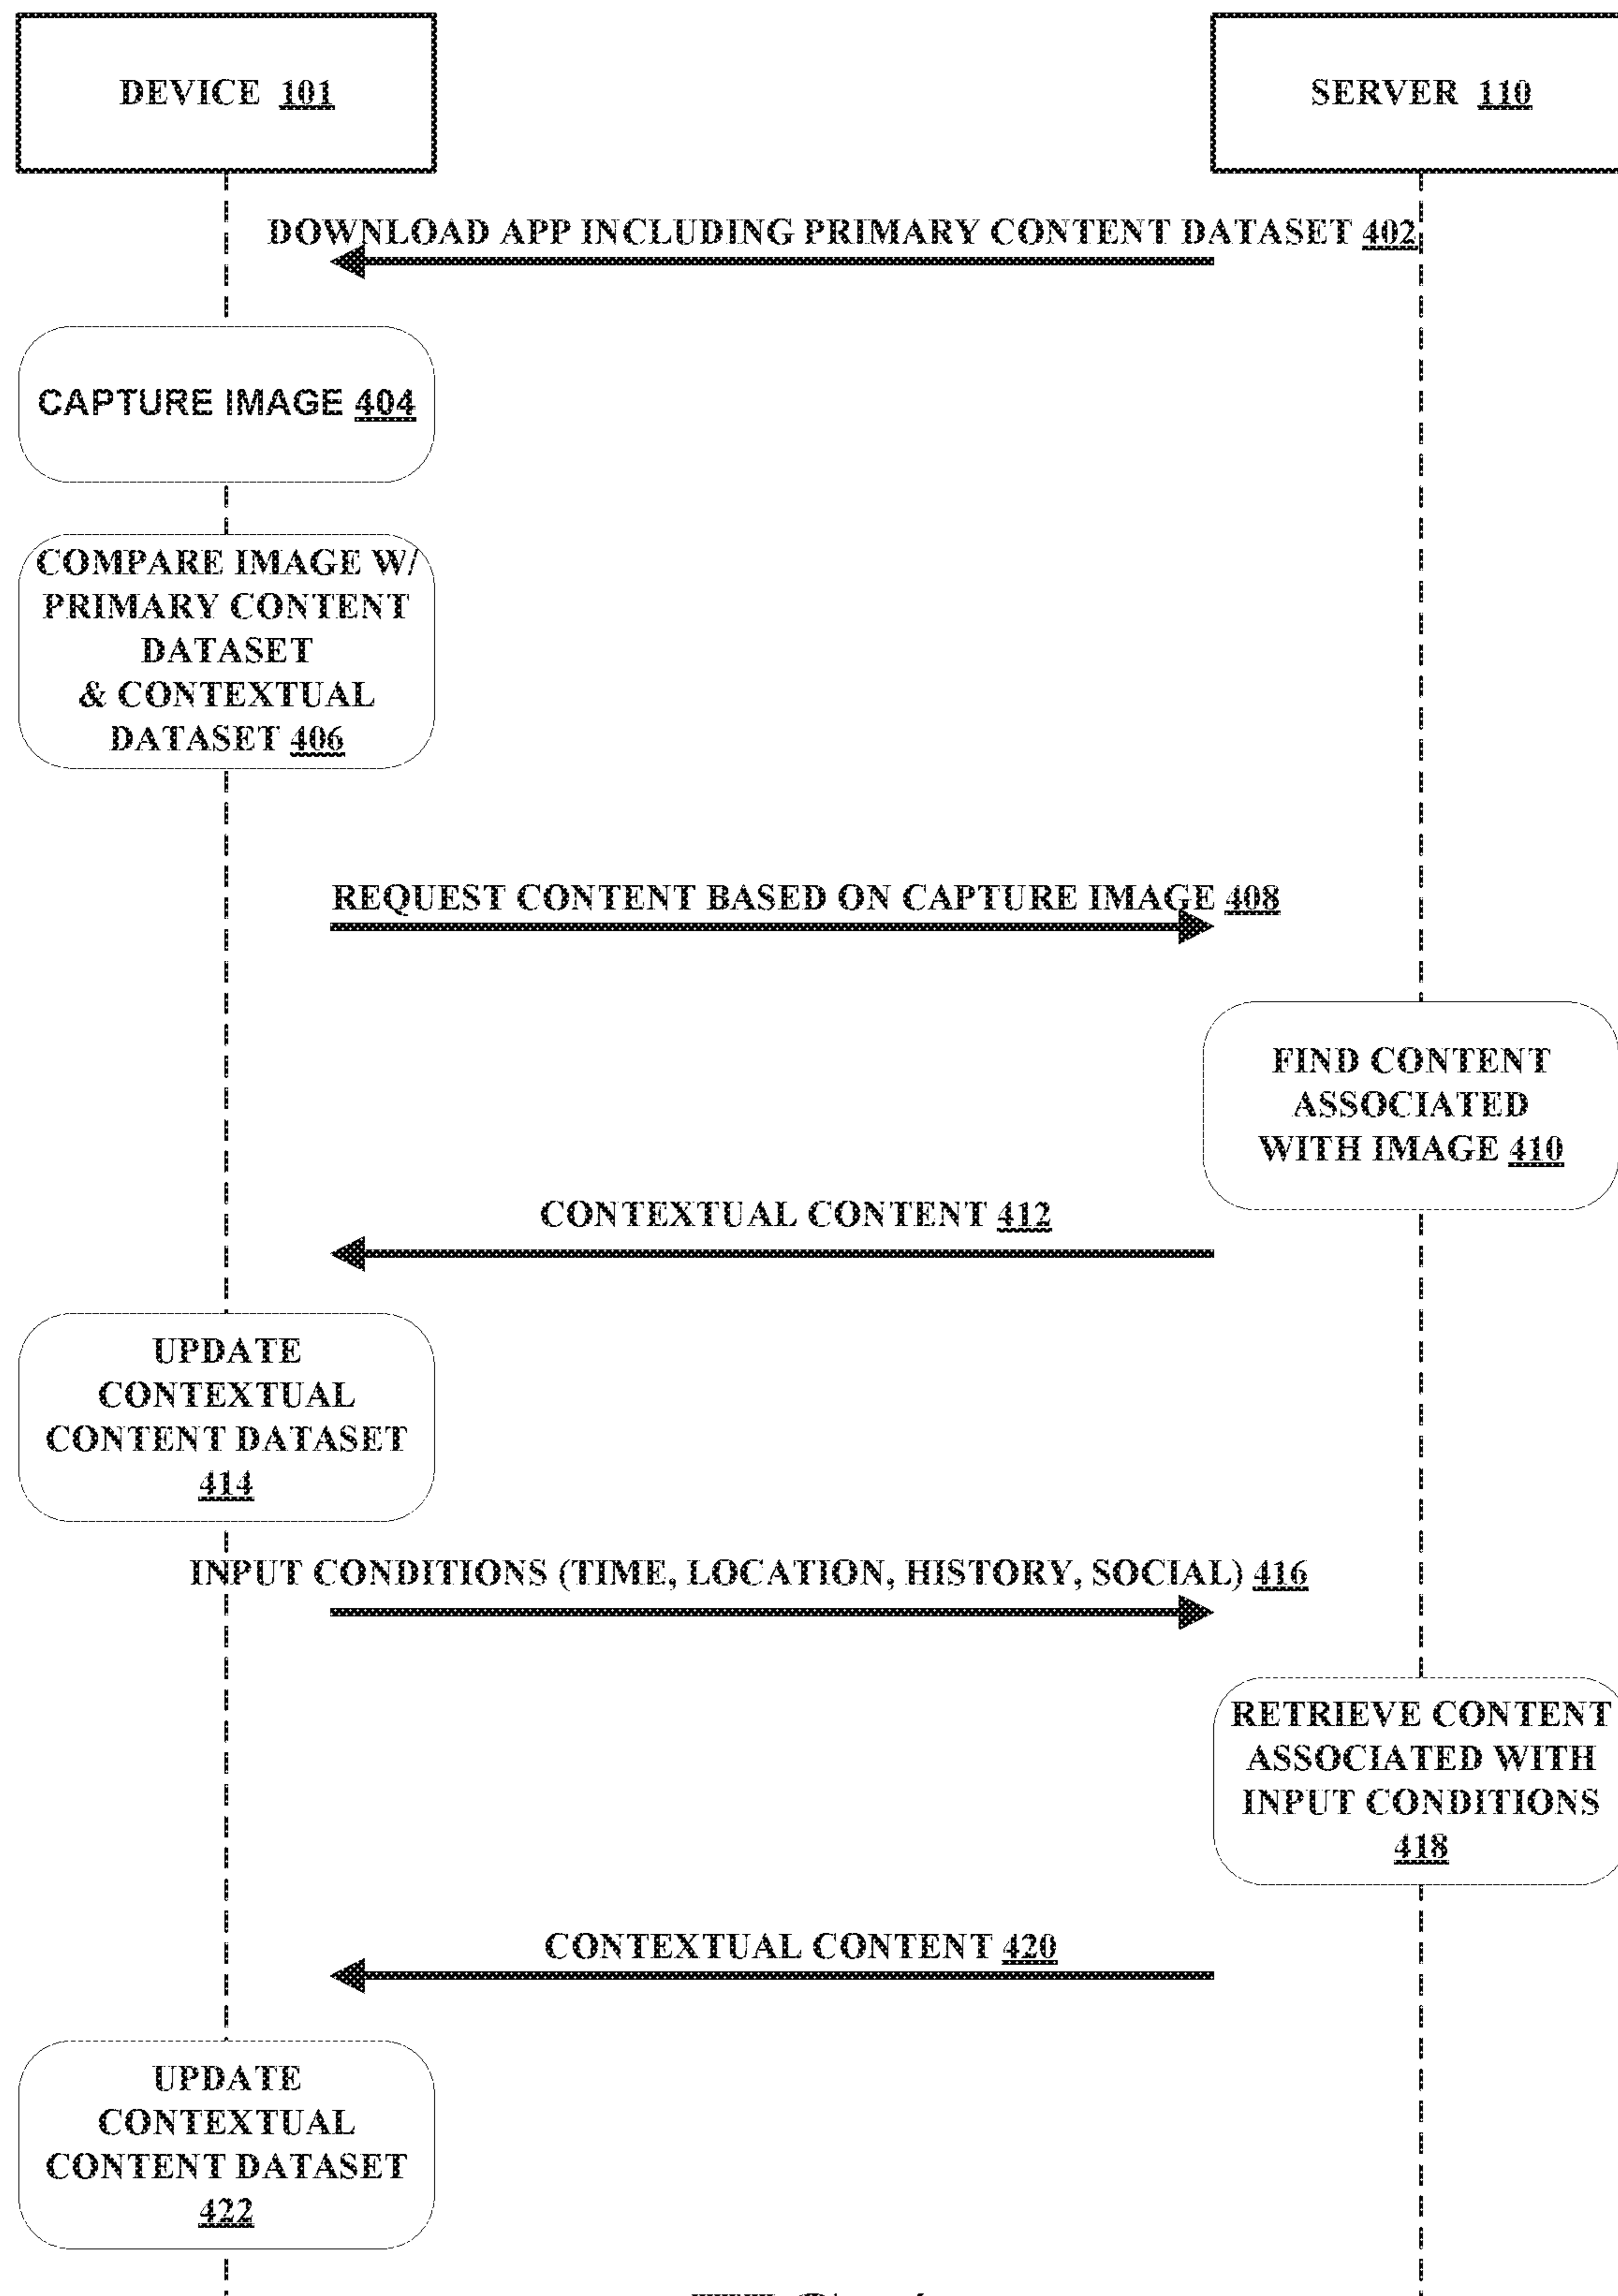 DEVICE 101
SERVER 110
DOWNLOAD APP INCLUDING PRIMARY CONTENT DATASET 402
CAPTURE IMAGE 404
COMPARE IMAGE W/
PRIMARY CONTENT
DATASET
& CONTEXTUAL
DATASET 406
REQUEST CONTENT BASED ON CAPTURE IMAGE 408
FIND CONTENT
ASSOCIATED
WITH IMAGE 410
CONTEXTUAL CONTENT 412
UPDATE
CONTEXTUAL
CONTENT DATASET
414
INPUT CONDITIONS (TIME, LOCATION, HISTORY, SOCIAL) 416
RETRIEVE CONTENT
ASSOCIATED WITH
INPUT CONDITIONS
418
CONTEXTUAL CONTENT 420
UPDATE
CONTEXTUAL
CONTENT DATASET
422